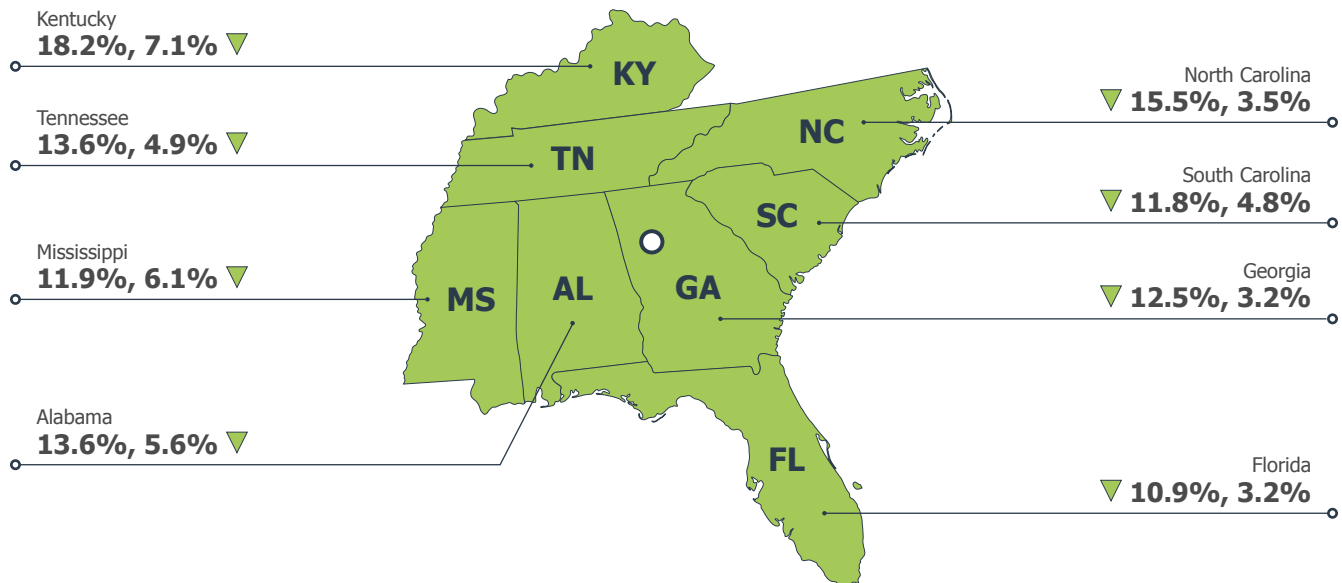 Kentucky
18.2%, 7.1%
Tennessee
13.6%, 4.9%
Mississippi
11.9%, 6.1%
Alabama
13.6%, 5.6%
KY
TN
NC
SC
MS
AL
GA
FL
North Carolina
15.5%, 3.5%
South Carolina
11.8%, 4.8%
Georgia
12.5%, 3.2%
Florida
10.9%, 3.2%